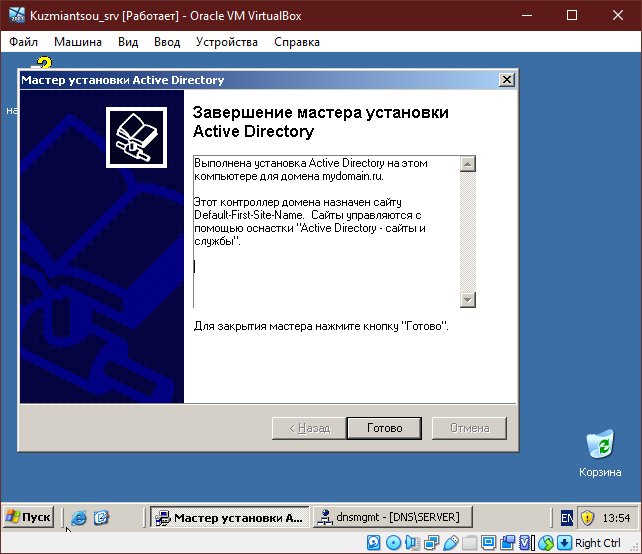 Kuzmiantsou_srv [Работает] - Oracle VM VirtualBox
Файл Машина Вид Ввод Устройства Справка
Мастер установки Active Directory
на
Завершение мастера установки
Active Directory
Выполнена установка Active Directory на этом
компьютере для домена mydomain.ru.
Этот контроллер домена назначен сайту
Default-First-Site-Name. Сайты управляются с
помощью оснастки "Active Directory - сайты и
службы".
Для закрытия мастера нажмите кнопку "Готово".
< Назад Готово Отмена
Корзина
Пуск Мастер установки A... dnsmgmt - [DNS\SERVER] EN 13:54
Right Ctrl